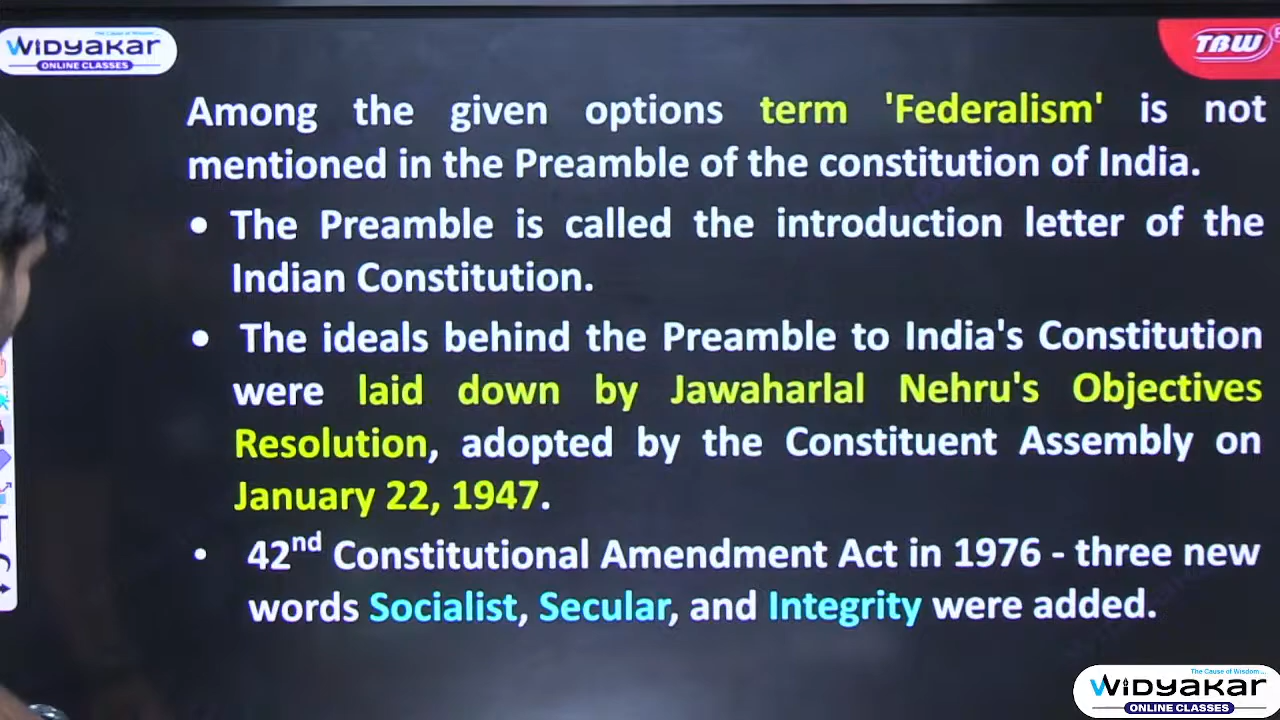 The Cause of Wisdom...
WIDYAKAR
ONLINE CLASSES
TBW
Among the given options term 'Federalism' is not
mentioned in the Preamble of the constitution of India.
• The Preamble is called the introduction letter of the
Indian Constitution.
• The ideals behind the Preamble to India's Constitution
were laid down by Jawaharlal Nehru's Objectives
Resolution, adopted by the Constituent Assembly on
January 22, 1947.
• 42nd Constitutional Amendment Act in 1976 - three new
words Socialist, Secular, and Integrity were added.
The Cause of Wisdom...
WIDYAKAR
ONLINE CLASSES